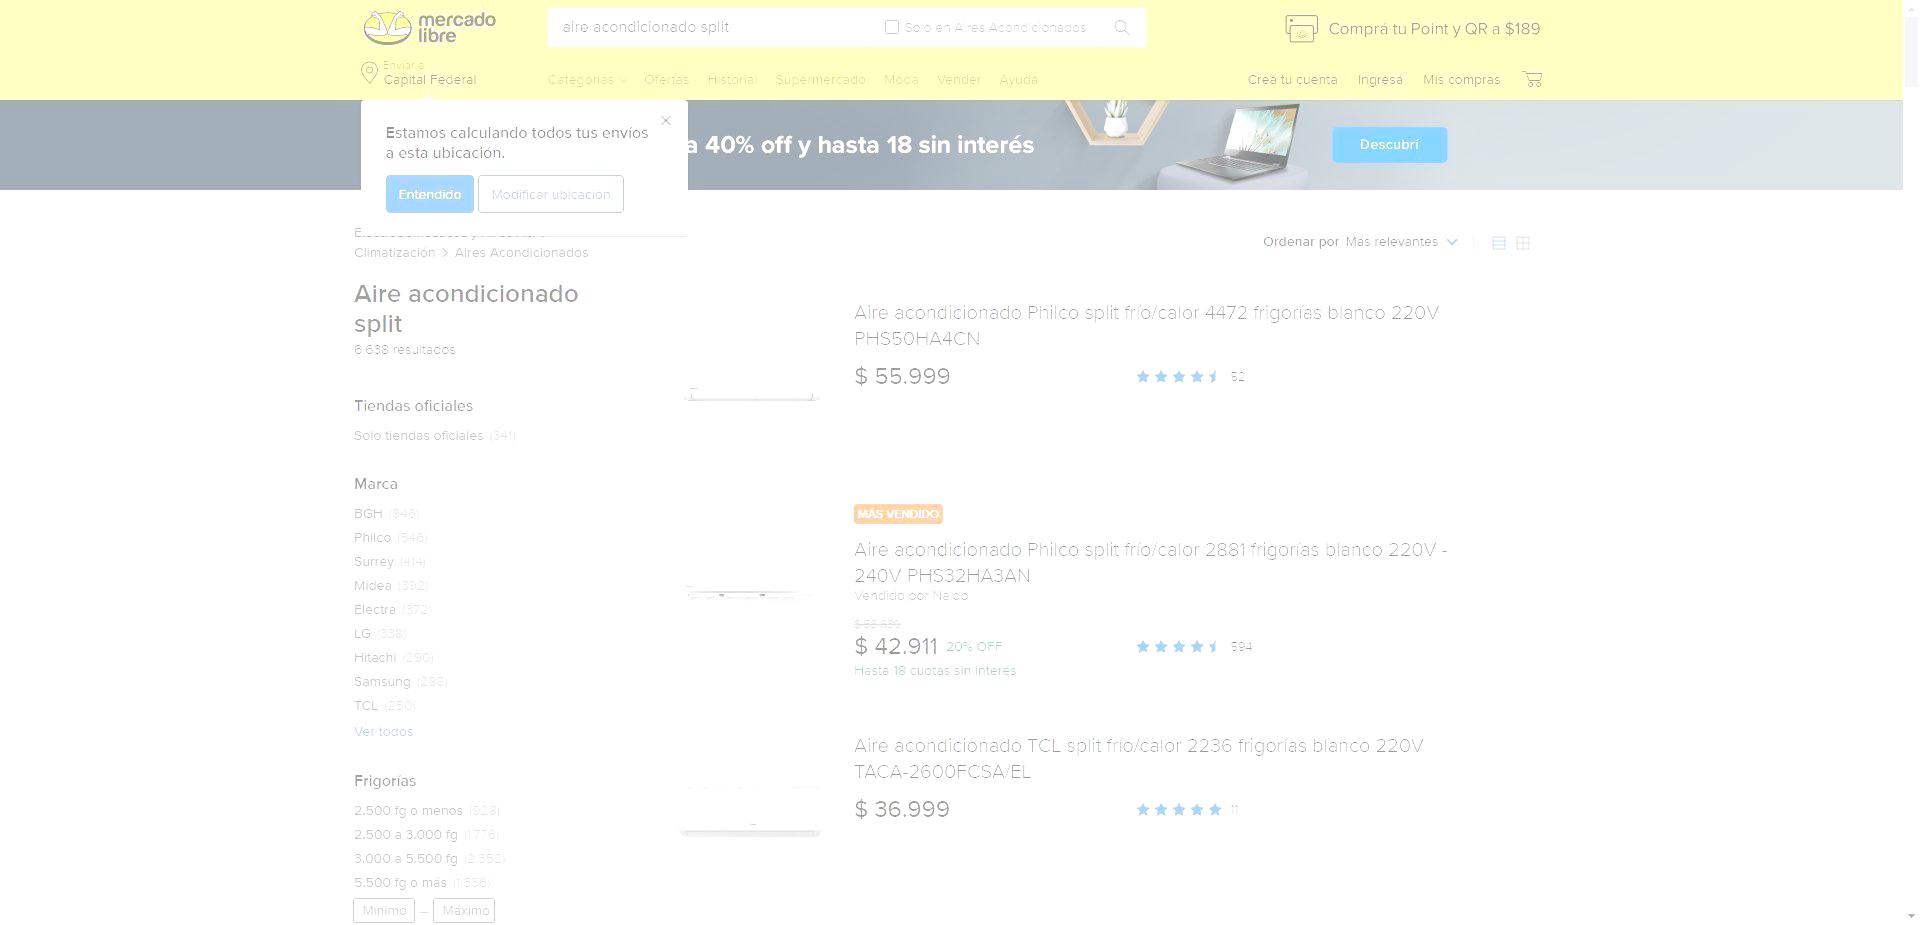 mercado
libre
aire acondicionado split
Solo en Aires Acondicionados
Comprá tu Point y QR a $189
Enviar a
Capital Federal
Categorías
Ofertas
Historial
Supermercado
Moda
Vender
Ayuda
Creá tu cuenta
Ingresá
Mis compras
Estamos calculando todos tus envíos
a esta ubicación.
Entendido
Modificar ubicación
a 40% off y hasta 18 sin interés
Descubrí
Climatización > Aires Acondicionados
Ordenar por Más relevantes
Aire acondicionado
split
6.638 resultados
Tiendas oficiales
Solo tiendas oficiales (341)
Marca
BGH (946)
Philco (546)
Surrey (414)
Midea (392)
Electra (372)
LG (338)
Hitachi (290)
Samsung (288)
TCL (250)
Ver todos
Frigorías
2.500 fg o menos (928)
2.500 a 3.000 fg (1.776)
3.000 a 5.500 fg (2.352)
5.500 fg o más (1.336)
Mínimo – Máximo
Aire acondicionado Philco split frío/calor 4472 frigorías blanco 220V
PHS50HA4CN
$ 55.999
52
MÁS VENDIDO
Aire acondicionado Philco split frío/calor 2881 frigorías blanco 220V -
240V PHS32HA3AN
Vendido por Naldo
$ 53.639
$ 42.911 20% OFF
594
Hasta 18 cuotas sin interés
Aire acondicionado TCL split frío/calor 2236 frigorías blanco 220V
TACA-2600FCSA/EL
$ 36.999
11